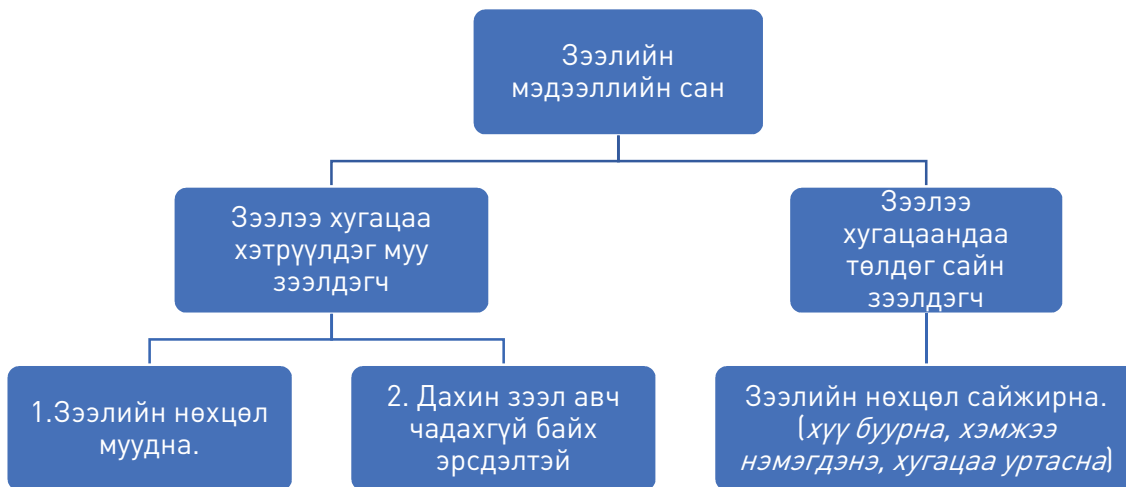 Зээлийн
мэдээллийн сан
Зээлээ хугацаа
хэтрүүлдэг муу
зээлдэгч
Зээлээ
хугацаандаа
төлдөг сайн
зээлдэгч
1.Зээлийн нөхцөл
муудна.
2. Дахин зээл авч
чадахгүй байх
эрсдэлтэй
Зээлийн нөхцөл сайжирна.
(хүү буурна, хэмжээ
нэмэгдэнэ, хугацаа уртасна)